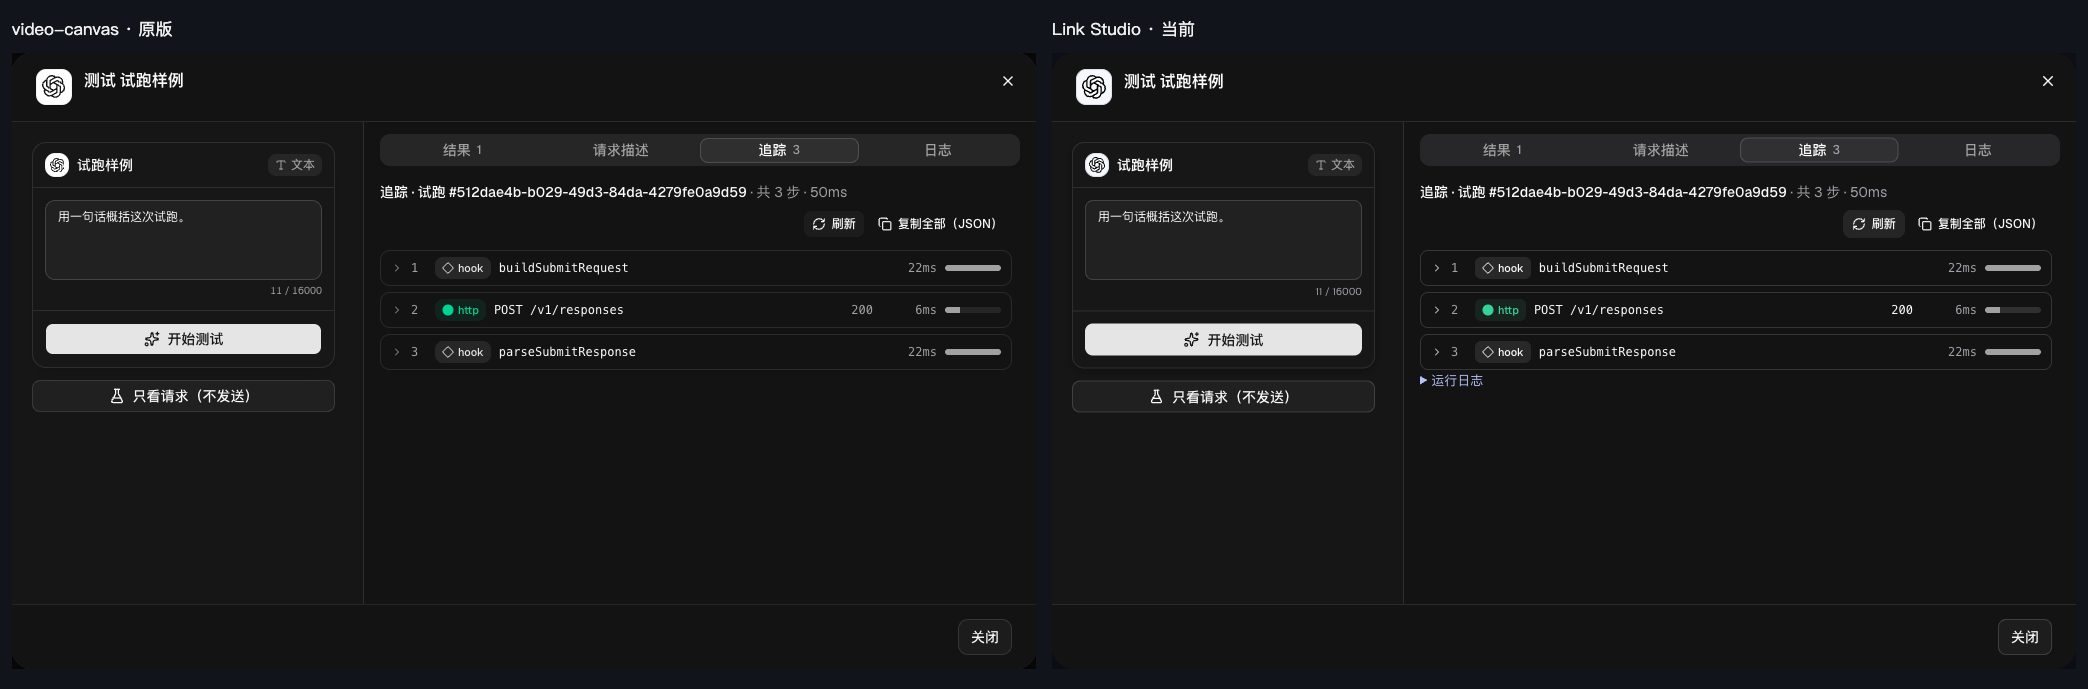 video-canvas · 原版
测试 试跑样例
试跑样例
文本
用一句话概括这次试跑。
11 / 16000
开始测试
只看请求（不发送）
结果 1
请求描述
追踪 3
日志
追踪 · 试跑 #512dae4b-b029-49d3-84da-4279fe0a9d59 · 共 3 步 · 50ms
刷新
复制全部（JSON）
1 hook buildSubmitRequest 22ms
2 http POST /v1/responses 200 6ms
3 hook parseSubmitResponse 22ms
关闭
Link Studio · 当前
测试 试跑样例
试跑样例
文本
用一句话概括这次试跑。
11 / 16000
开始测试
只看请求（不发送）
结果 1
请求描述
追踪 3
日志
追踪 · 试跑 #512dae4b-b029-49d3-84da-4279fe0a9d59 · 共 3 步 · 50ms
刷新
复制全部（JSON）
1 hook buildSubmitRequest 22ms
2 http POST /v1/responses 200 6ms
3 hook parseSubmitResponse 22ms
运行日志
关闭